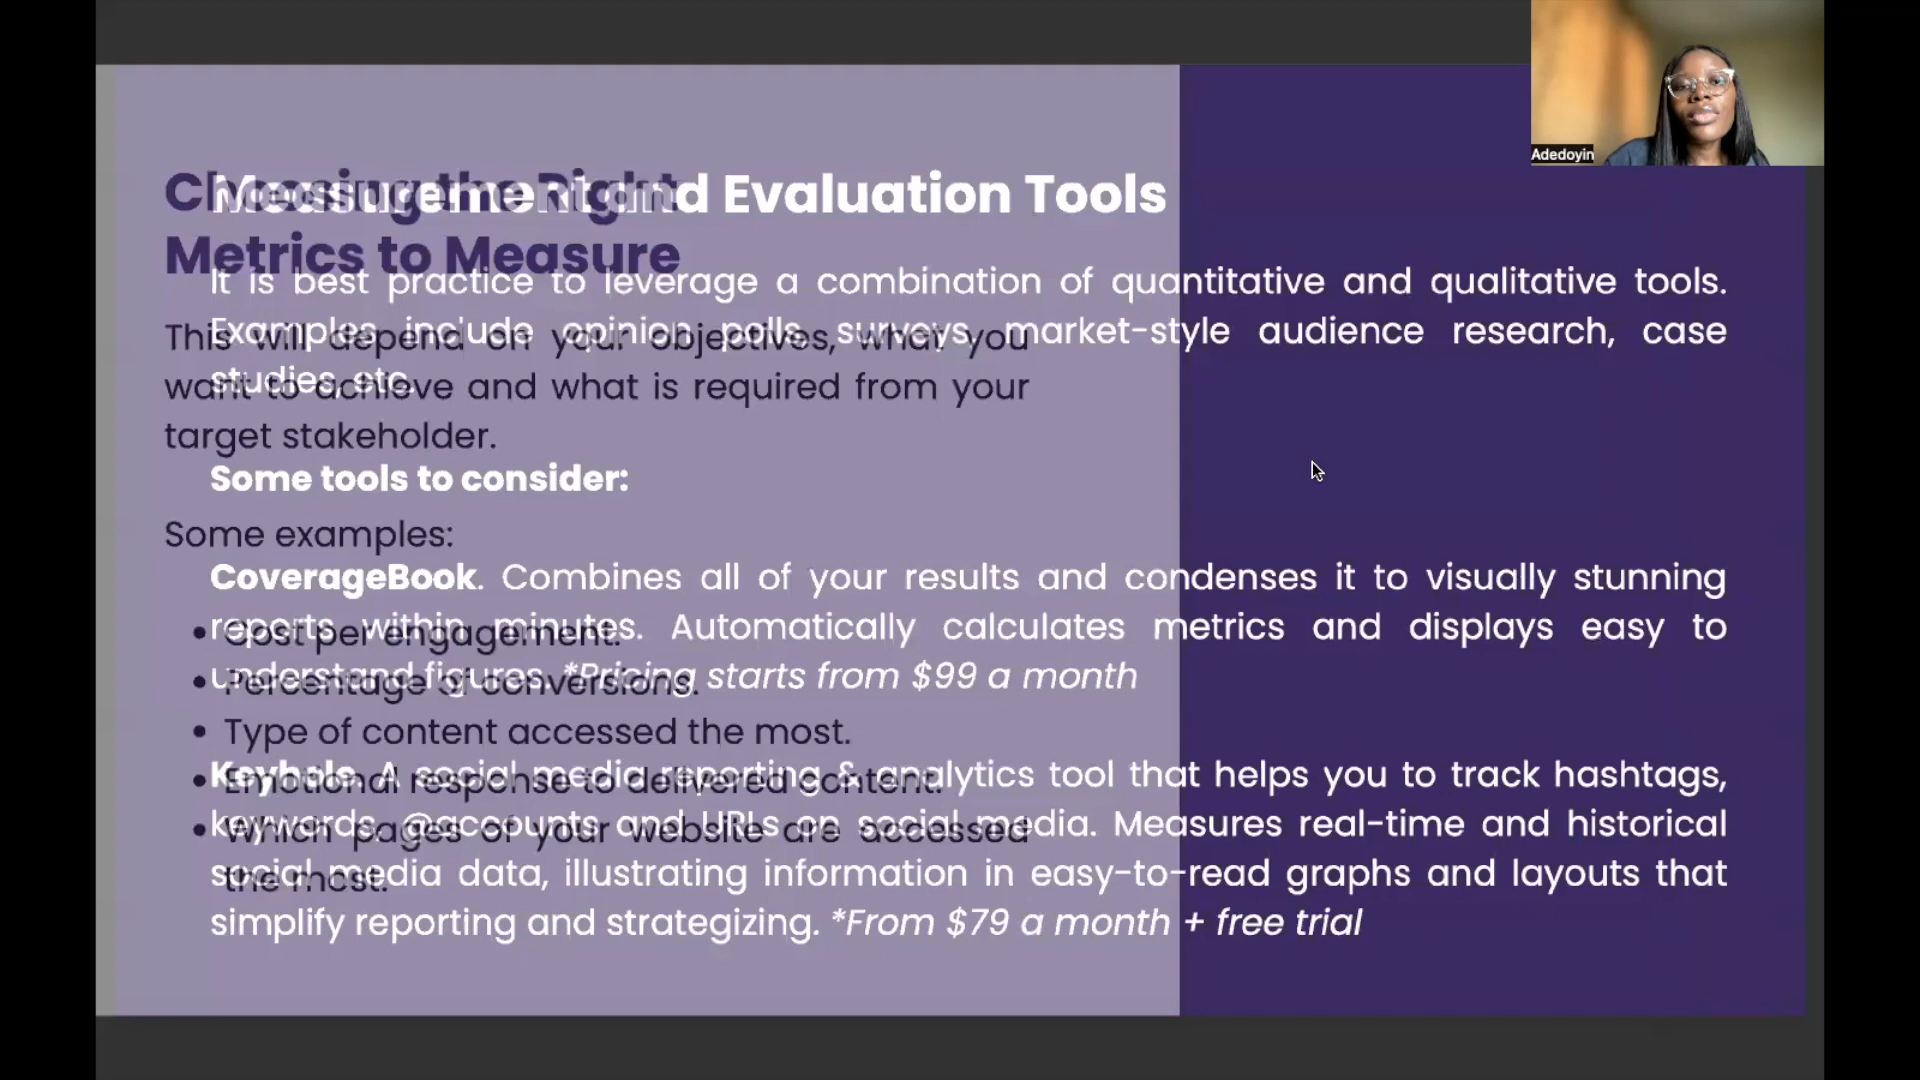 Adedoyin
Choosing the Right
Metrics to Measure
This will depend on your objectives, what you
want to achieve and what is required from your
target stakeholder.
Some examples:
• Cost per engagement.
• Percentage of conversions.
• Type of content accessed the most.
• Emotional response to delivered content.
• Which pages of your website are accessed
the most.
Measurement and Evaluation Tools
It is best practice to leverage a combination of quantitative and qualitative tools.
Examples include opinion polls, surveys, market-style audience research, case
studies, etc.
Some tools to consider:
CoverageBook. Combines all of your results and condenses it to visually stunning
reports within minutes. Automatically calculates metrics and displays easy to
understand figures. *Pricing starts from $99 a month
Keyhole. A social media reporting & analytics tool that helps you to track hashtags,
keywords, @accounts and URLs on social media. Measures real-time and historical
social media data, illustrating information in easy-to-read graphs and layouts that
simplify reporting and strategizing. *From $79 a month + free trial